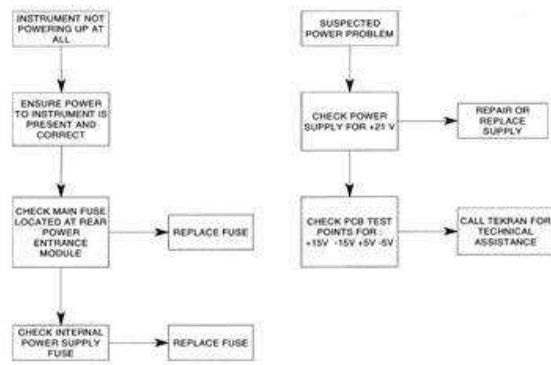 INSTRUMENT NOT
POWERING UP AT
ALL
ENSURE POWER
TO INSTRUMENT IS
PRESENT AND
CORRECT
CHECK MAIN FUSE
LOCATED AT REAR
POWER
ENTRANCE
MODULE
REPLACE FUSE
CHECK INTERNAL
POWER SUPPLY
FUSE
REPLACE FUSE
SUSPECTED
POWER PROBLEM
CHECK POWER
SUPPLY FOR +21 V
REPAIR OR
REPLACE
SUPPLY
CHECK PCB TEST
POINTS FOR :
+15V -15V +5V -5V
CALL TEKRAN FOR
TECHNICAL
ASSISTANCE